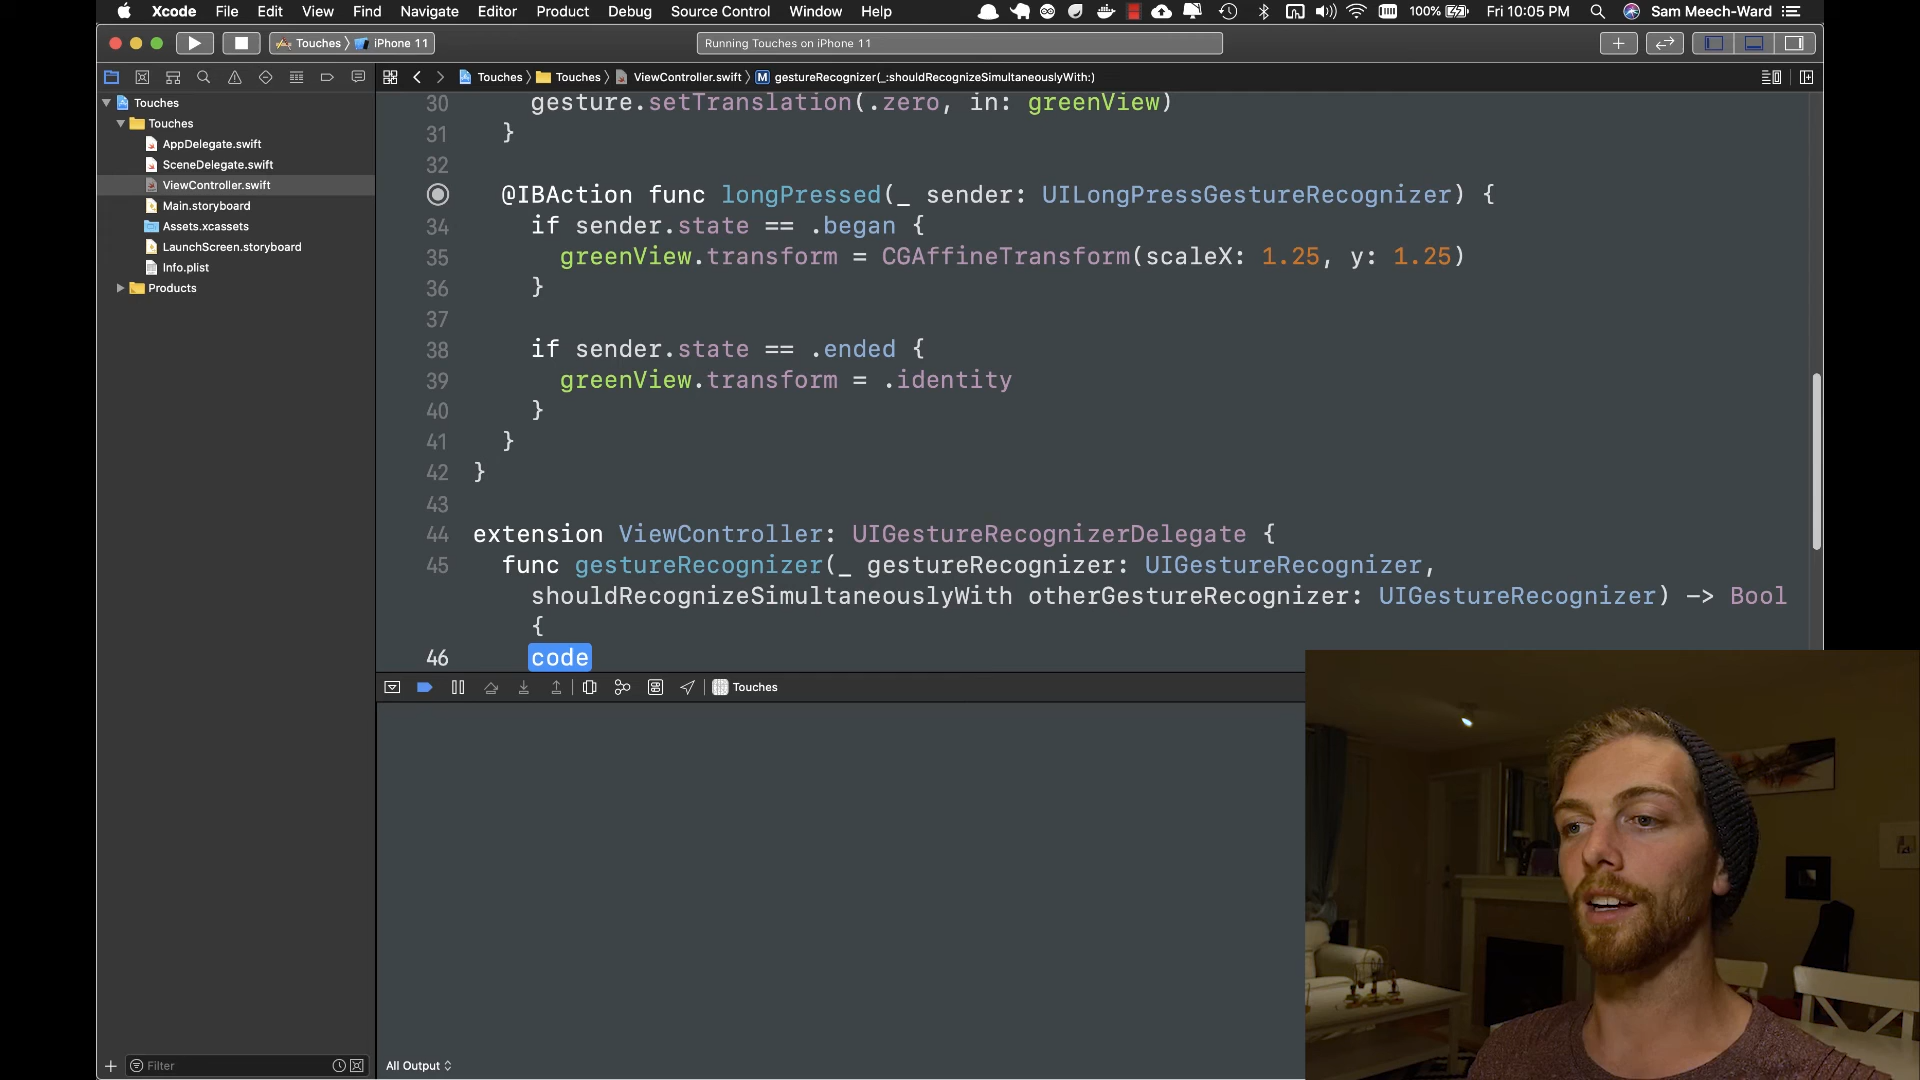 Xcode File Edit View Find Navigate Editor Product Debug Source Control Window Help 100% Fri 10:05 PM Sam Meech-Ward
Touches iPhone 11 Running Touches on iPhone 11
Touches Touches ViewController.swift M gestureRecognizer(_:shouldRecognizeSimultaneouslyWith:)
Touches
Touches
AppDelegate.swift
SceneDelegate.swift
ViewController.swift
Main.storyboard
Assets.xcassets
LaunchScreen.storyboard
Info.plist
Products
30 gesture.setTranslation(.zero, in: greenView)
31 }
32
@IBAction func longPressed(_ sender: UILongPressGestureRecognizer) {
34 if sender.state == .began {
35 greenView.transform = CGAffineTransform(scaleX: 1.25, y: 1.25)
36 }
37
38 if sender.state == .ended {
39 greenView.transform = .identity
40 }
41 }
42 }
43
44 extension ViewController: UIGestureRecognizerDelegate {
45 func gestureRecognizer(_ gestureRecognizer: UIGestureRecognizer,
shouldRecognizeSimultaneouslyWith otherGestureRecognizer: UIGestureRecognizer) -> Bool
{
46 code
Touches
Filter
All Output